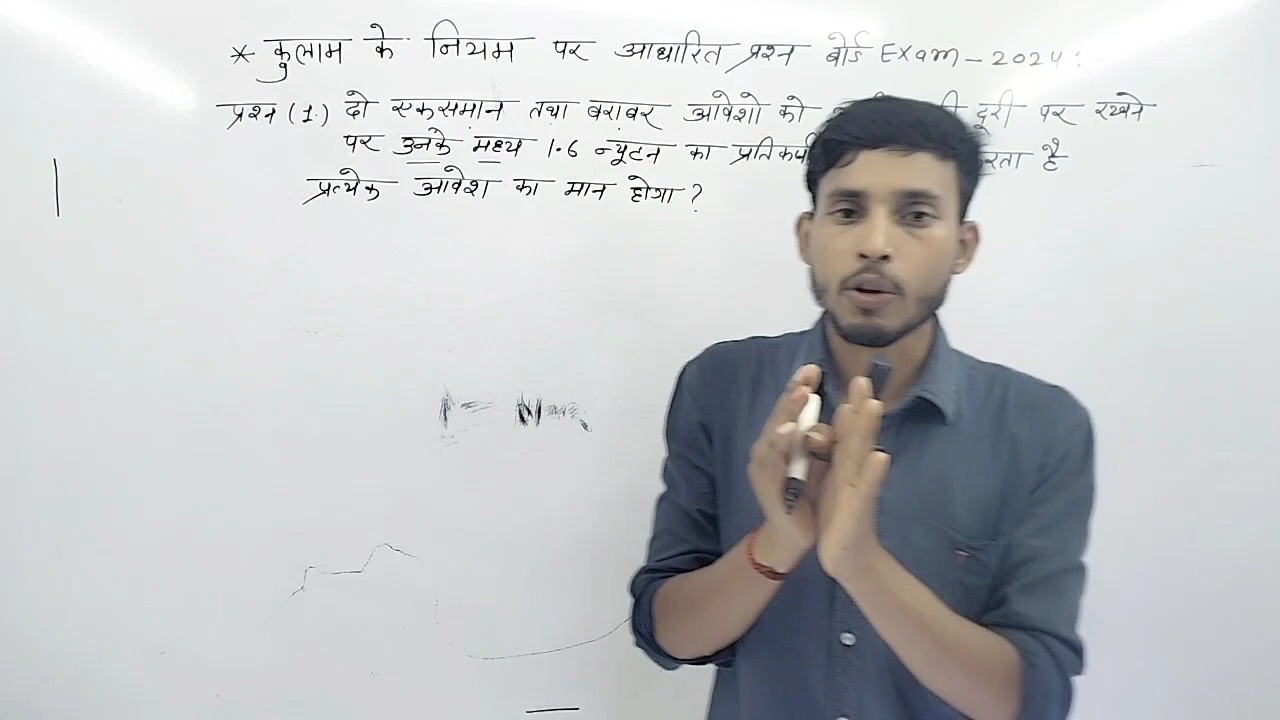 * कुलाम के नियम पर आधारित प्रश्न बोर्ड Exam - 2024:
प्रश्न (1.) दो एकसमान तथा बराबर आवेशो को दूरी पर रखने
पर उनके मध्य 1.6 न्यूटन का है
प्रत्येक आवेश का मान होगा ?